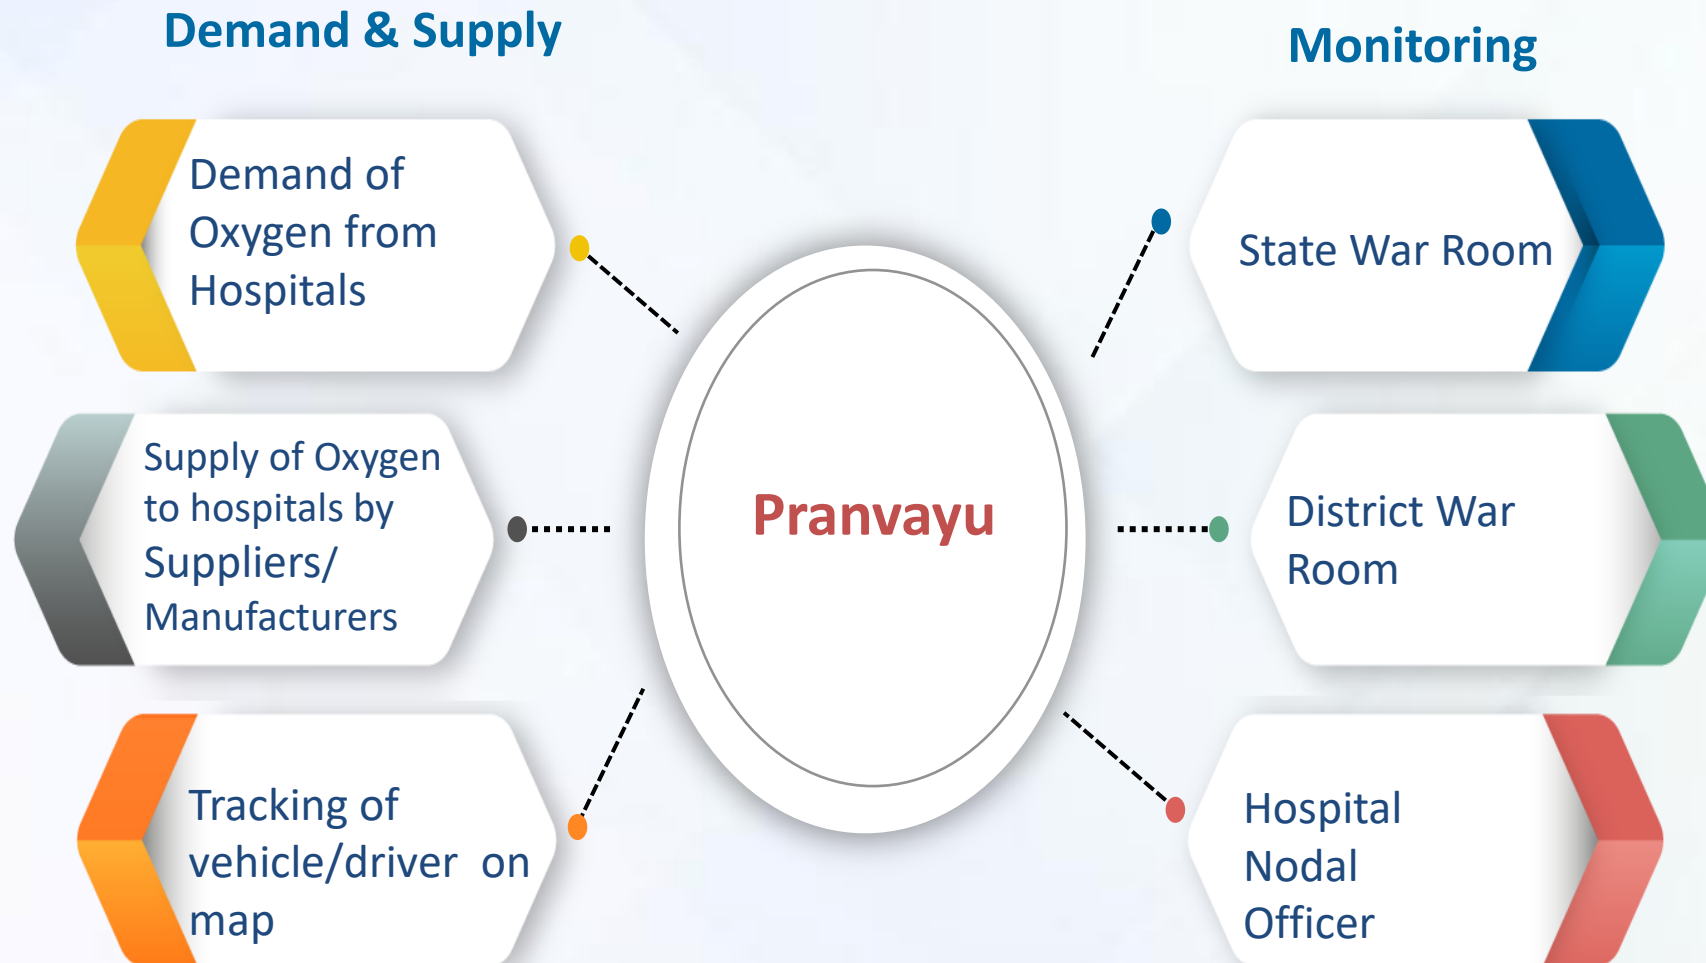 Demand & Supply
Demand of
Oxygen from
Hospitals
Supply of Oxygen
to hospitals by
Suppliers/
Manufacturers
Tracking of
vehicle/driver on
map
Pranvayu
Monitoring
State War Room
District War
Room
Hospital
Nodal
Officer